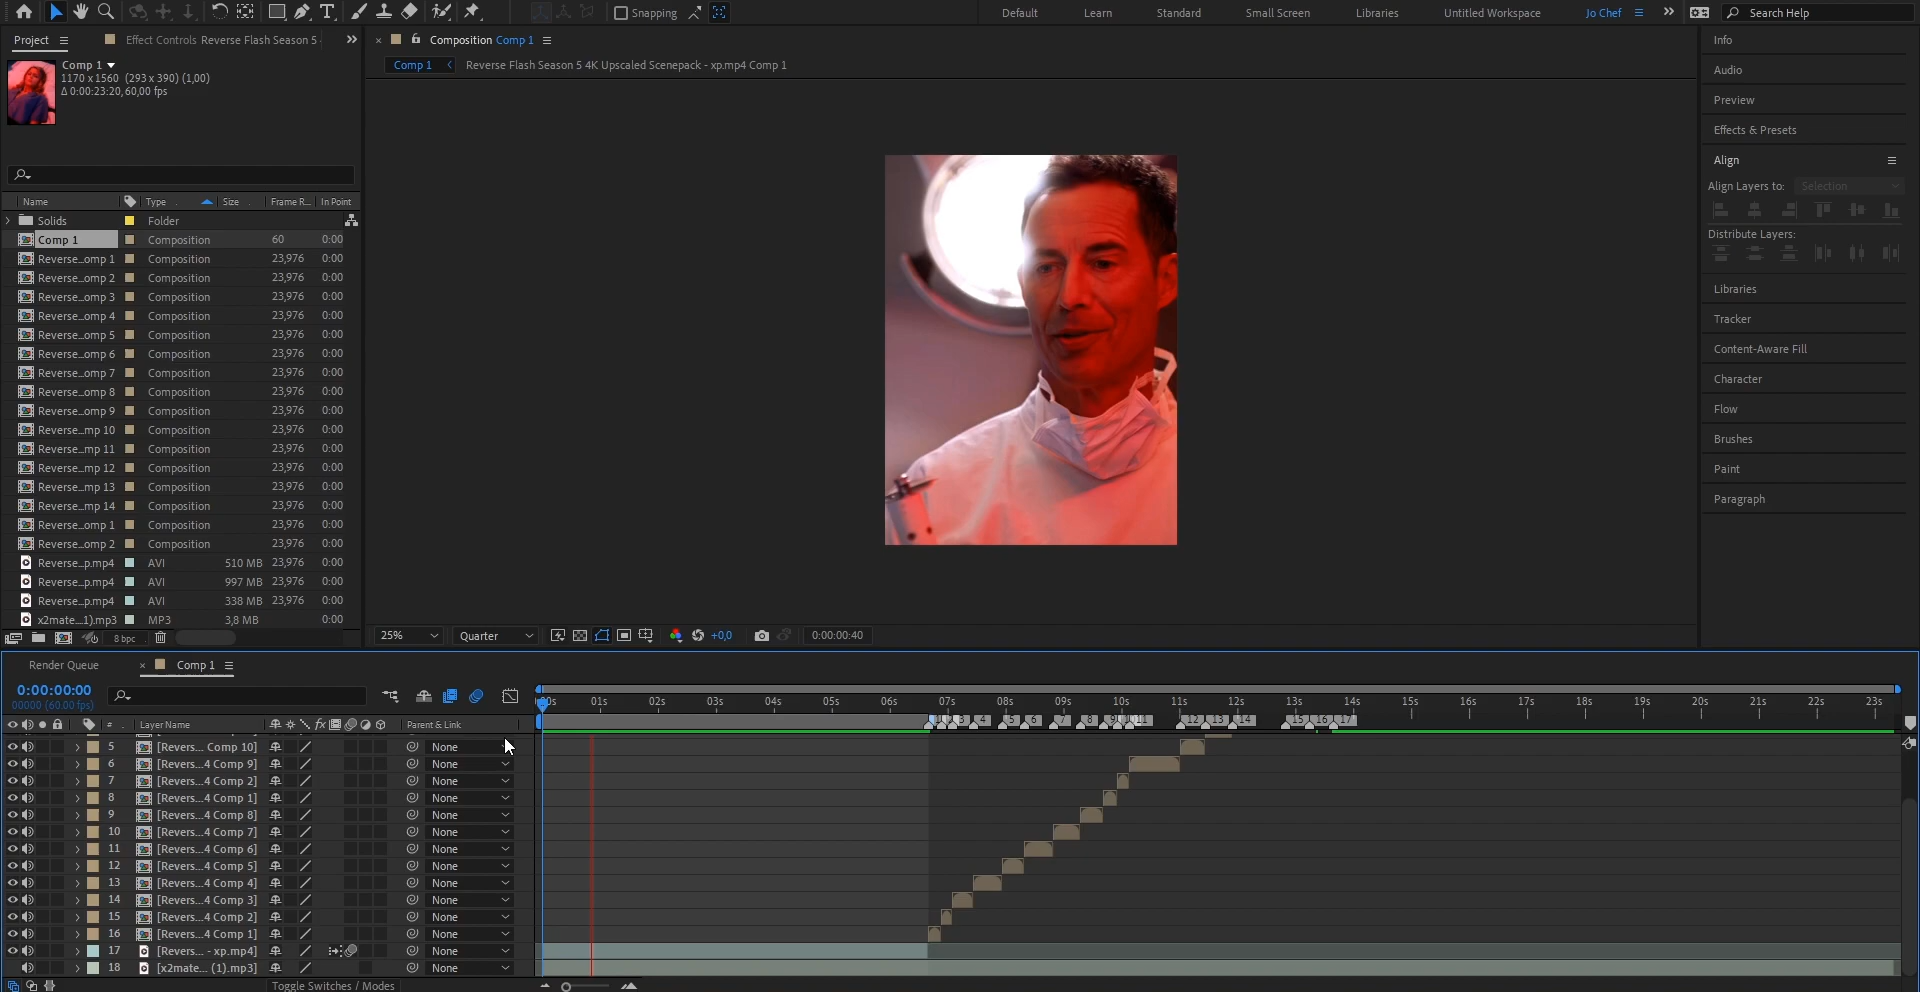 Snapping
Default
Learn
Standard
Small Screen
Libraries
Untitled Workspace
Jo Chef
Search Help
Project
Effect Controls Reverse Flash Season 5
Composition Comp 1
Info
Comp 1
1170 x 1560 (293 x 390) (1,00)
Δ 0:00:23:20, 60,00 fps
Comp 1
Reverse Flash Season 5 4K Upscaled Scenepack - xp.mp4 Comp 1
Audio
Preview
Effects & Presets
Align
Align Layers to:
Selection
Distribute Layers:
Libraries
Tracker
Content-Aware Fill
Character
Flow
Brushes
Paint
Paragraph
Name Type Size Frame R... In Point
Solids Folder
Comp 1 Composition 60 0:00
Reverse...omp 1 Composition 23,976 0:00
Reverse...omp 2 Composition 23,976 0:00
Reverse...omp 3 Composition 23,976 0:00
Reverse...omp 4 Composition 23,976 0:00
Reverse...omp 5 Composition 23,976 0:00
Reverse...omp 6 Composition 23,976 0:00
Reverse...omp 7 Composition 23,976 0:00
Reverse...omp 8 Composition 23,976 0:00
Reverse...omp 9 Composition 23,976 0:00
Reverse...mp 10 Composition 23,976 0:00
Reverse...mp 11 Composition 23,976 0:00
Reverse...mp 12 Composition 23,976 0:00
Reverse...mp 13 Composition 23,976 0:00
Reverse...mp 14 Composition 23,976 0:00
Reverse...omp 1 Composition 23,976 0:00
Reverse...omp 2 Composition 23,976 0:00
Reverse...p.mp4 AVI 510 MB 23,976 0:00
Reverse...p.mp4 AVI 997 MB 23,976 0:00
Reverse...p.mp4 AVI 338 MB 23,976 0:00
x2mate....1).mp3 MP3 3,8 MB 0:00
8 bpc
25%
Quarter
+0,0
0:00:00:40
Render Queue
Comp 1
0:00:00:00
00000 (60.00 fps)
00s 01s 02s 03s 04s 05s 06s 07s 08s 09s 10s 11s 12s 13s 14s 15s 16s 17s 18s 19s 20s 21s 22s 23s
# Layer Name fx Parent & Link
1 2 3 4 5 6 7 8 9 10 11 12 13 14 15 16 17
5 [Revers... Comp 10] None
6 [Revers...4 Comp 9] None
7 [Revers...4 Comp 2] None
8 [Revers...4 Comp 1] None
9 [Revers...4 Comp 8] None
10 [Revers...4 Comp 7] None
11 [Revers...4 Comp 6] None
12 [Revers...4 Comp 5] None
13 [Revers...4 Comp 4] None
14 [Revers...4 Comp 3] None
15 [Revers...4 Comp 2] None
16 [Revers...4 Comp 1] None
17 [Revers... - xp.mp4] None
18 [x2mate... (1).mp3] None
Toggle Switches / Modes